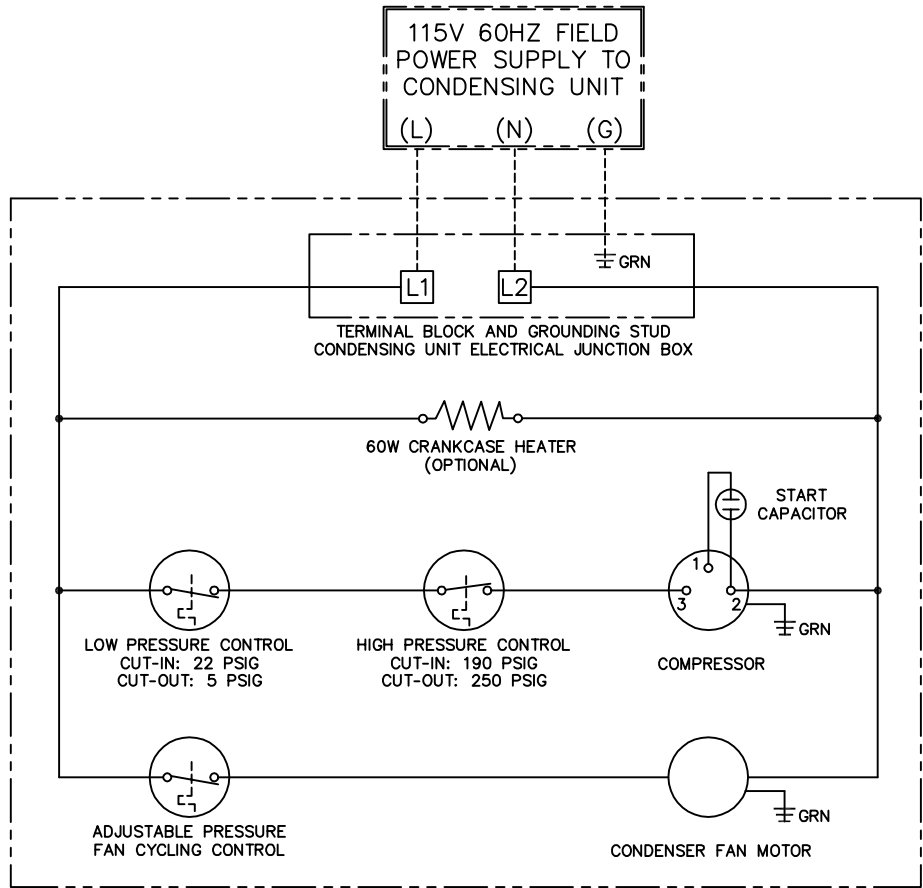 115V 60HZ FIELD
POWER SUPPLY TO
CONDENSING UNIT
(L) (N) (G)
GRN
L1 L2
TERMINAL BLOCK AND GROUNDING STUD
CONDENSING UNIT ELECTRICAL JUNCTION BOX
60W CRANKCASE HEATER
(OPTIONAL)
START
CAPACITOR
1
3 2
GRN
LOW PRESSURE CONTROL
CUT-IN: 22 PSIG
CUT-OUT: 5 PSIG
HIGH PRESSURE CONTROL
CUT-IN: 190 PSIG
CUT-OUT: 250 PSIG
COMPRESSOR
GRN
ADJUSTABLE PRESSURE
FAN CYCLING CONTROL
CONDENSER FAN MOTOR